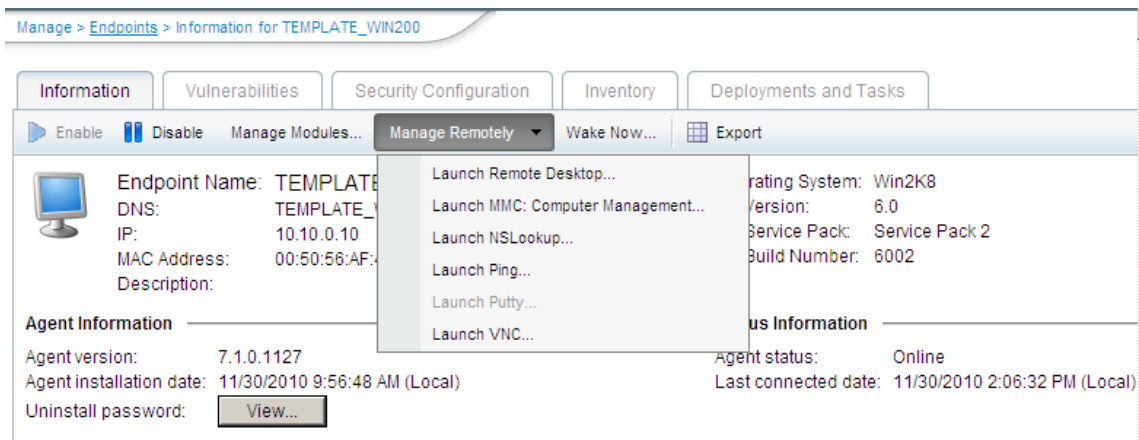 Manage > Endpoints > Information for TEMPLATE_WIN200
Information Vulnerabilities Security Configuration Inventory Deployments and Tasks
Enable Disable Manage Modules... Manage Remotely Wake Now... Export
Launch Remote Desktop...
Launch MMC: Computer Management...
Launch NSLookup...
Launch Ping...
Launch Putty...
Launch VNC...
Endpoint Name: TEMPLATE
DNS: TEMPLATE_
IP: 10.10.0.10
MAC Address: 00:50:56:AF:
Description:
rating System: Win2K8
Version: 6.0
Service Pack: Service Pack 2
Build Number: 6002
Agent Information
Agent version: 7.1.0.1127
Agent installation date: 11/30/2010 9:56:48 AM (Local)
Uninstall password: View...
us Information
Agent status: Online
Last connected date: 11/30/2010 2:06:32 PM (Local)